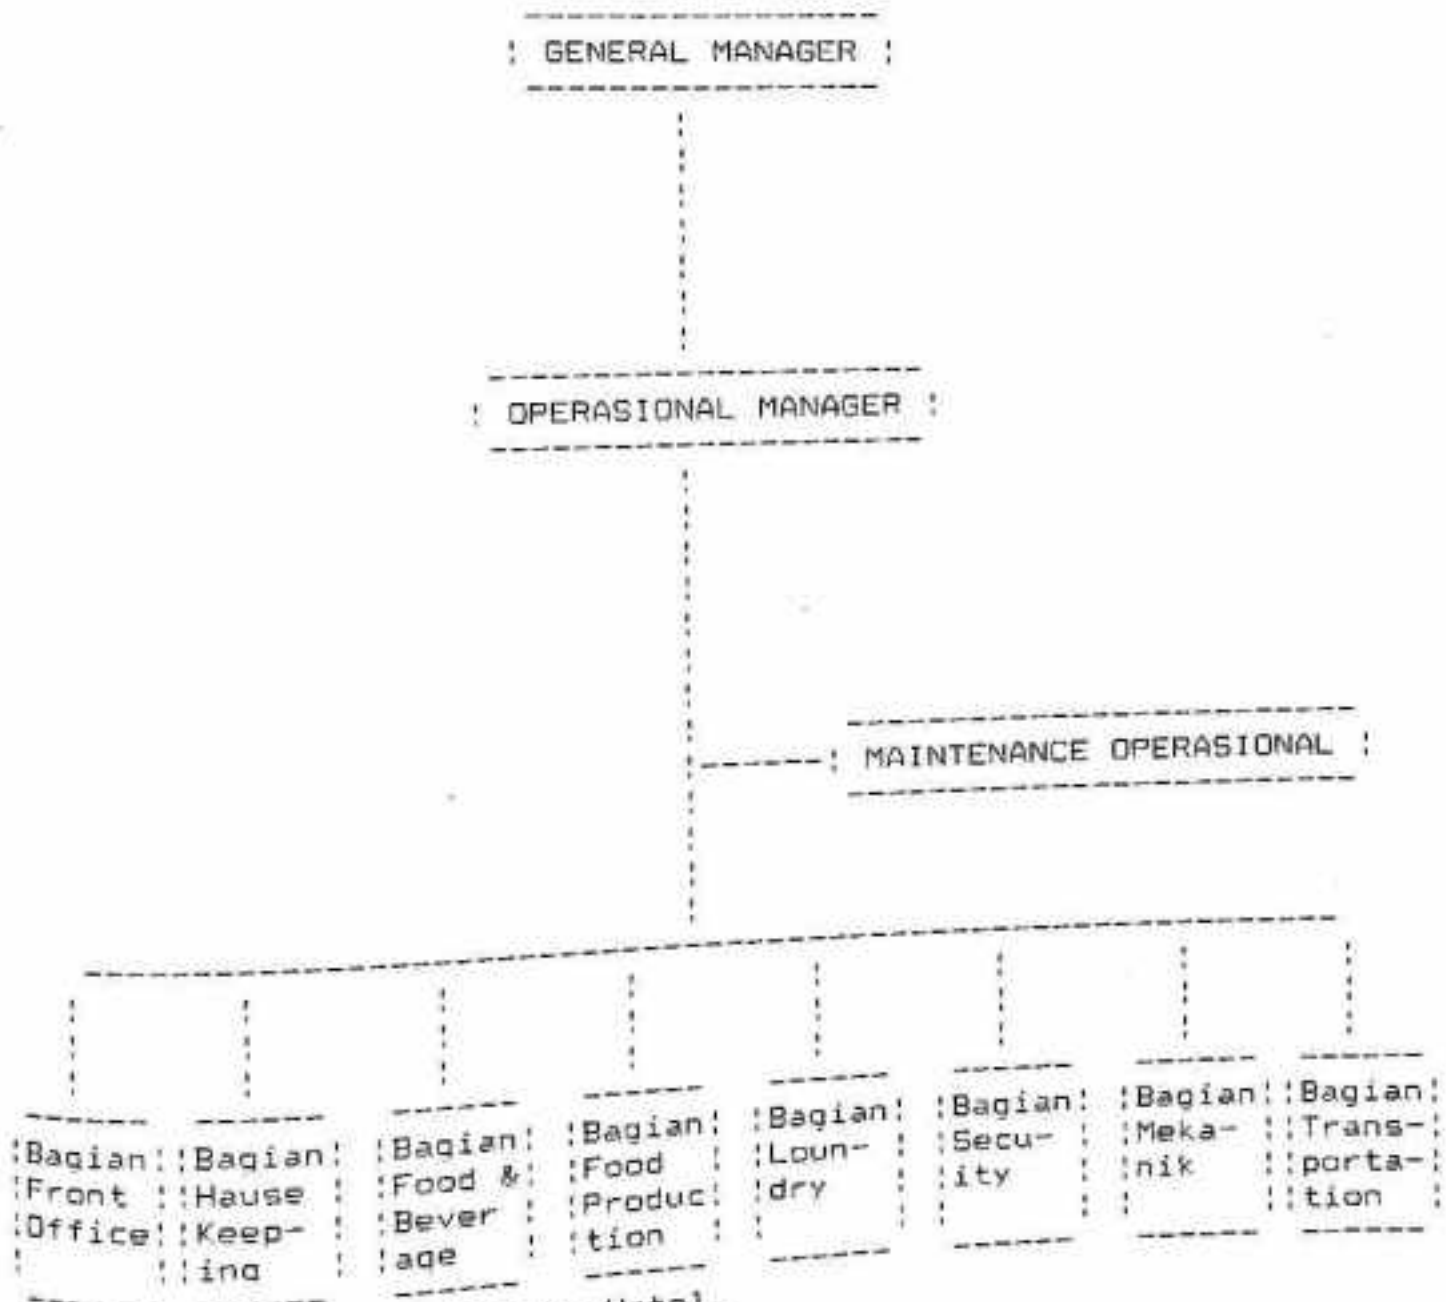 GENERAL MANAGER
OPERASIONAL MANAGER
MAINTENANCE OPERASIONAL
Bagian
Front
Office
Bagian
Hause
Keep-
ing
Bagian
Food &
Bever
age
Bagian
Food
Produc
tion
Bagian
Loun-
dry
Bagian
Secu-
ity
Bagian
Meka-
nik
Bagian
Trans-
porta-
tion